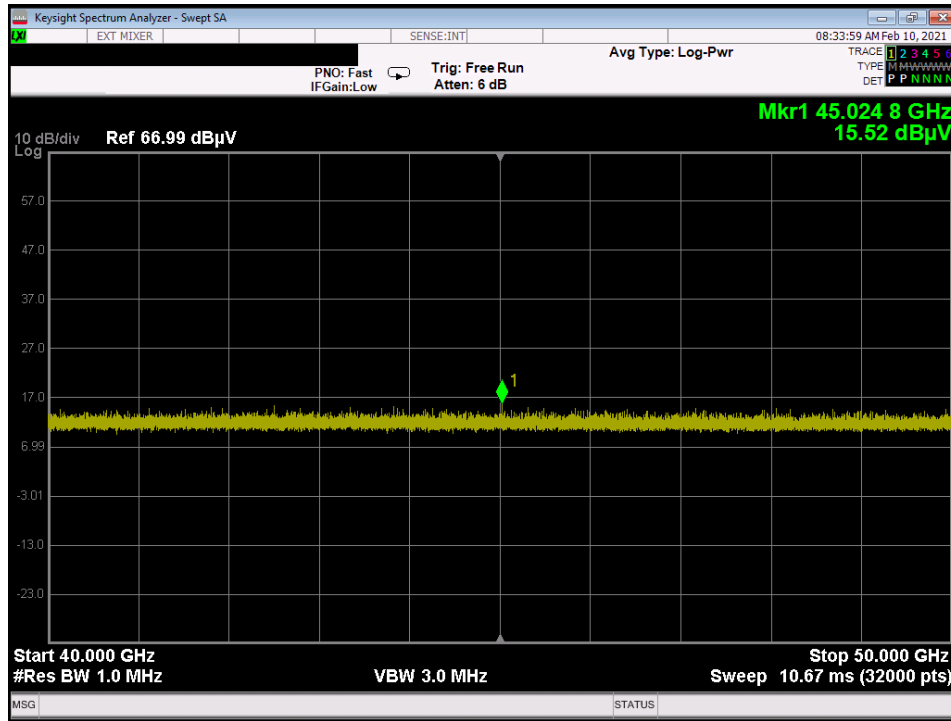 Keysight Spectrum Analyzer - Swept SA
LXI EXT MIXER SENSE:INT 08:33:59 AM Feb 10, 2021
Avg Type: Log-Pwr TRACE 1 2 3 4 5 6
PNO: Fast Trig: Free Run TYPE M M W W W W
IFGain:Low Atten: 6 dB DET P P N N N N
Mkr1 45.024 8 GHz
10 dB/div Ref 66.99 dBµV 15.52 dBµV
Log
57.0
47.0
37.0
27.0
1
17.0
6.99
-3.01
-13.0
-23.0
Start 40.000 GHz Stop 50.000 GHz
#Res BW 1.0 MHz VBW 3.0 MHz Sweep 10.67 ms (32000 pts)
MSG STATUS